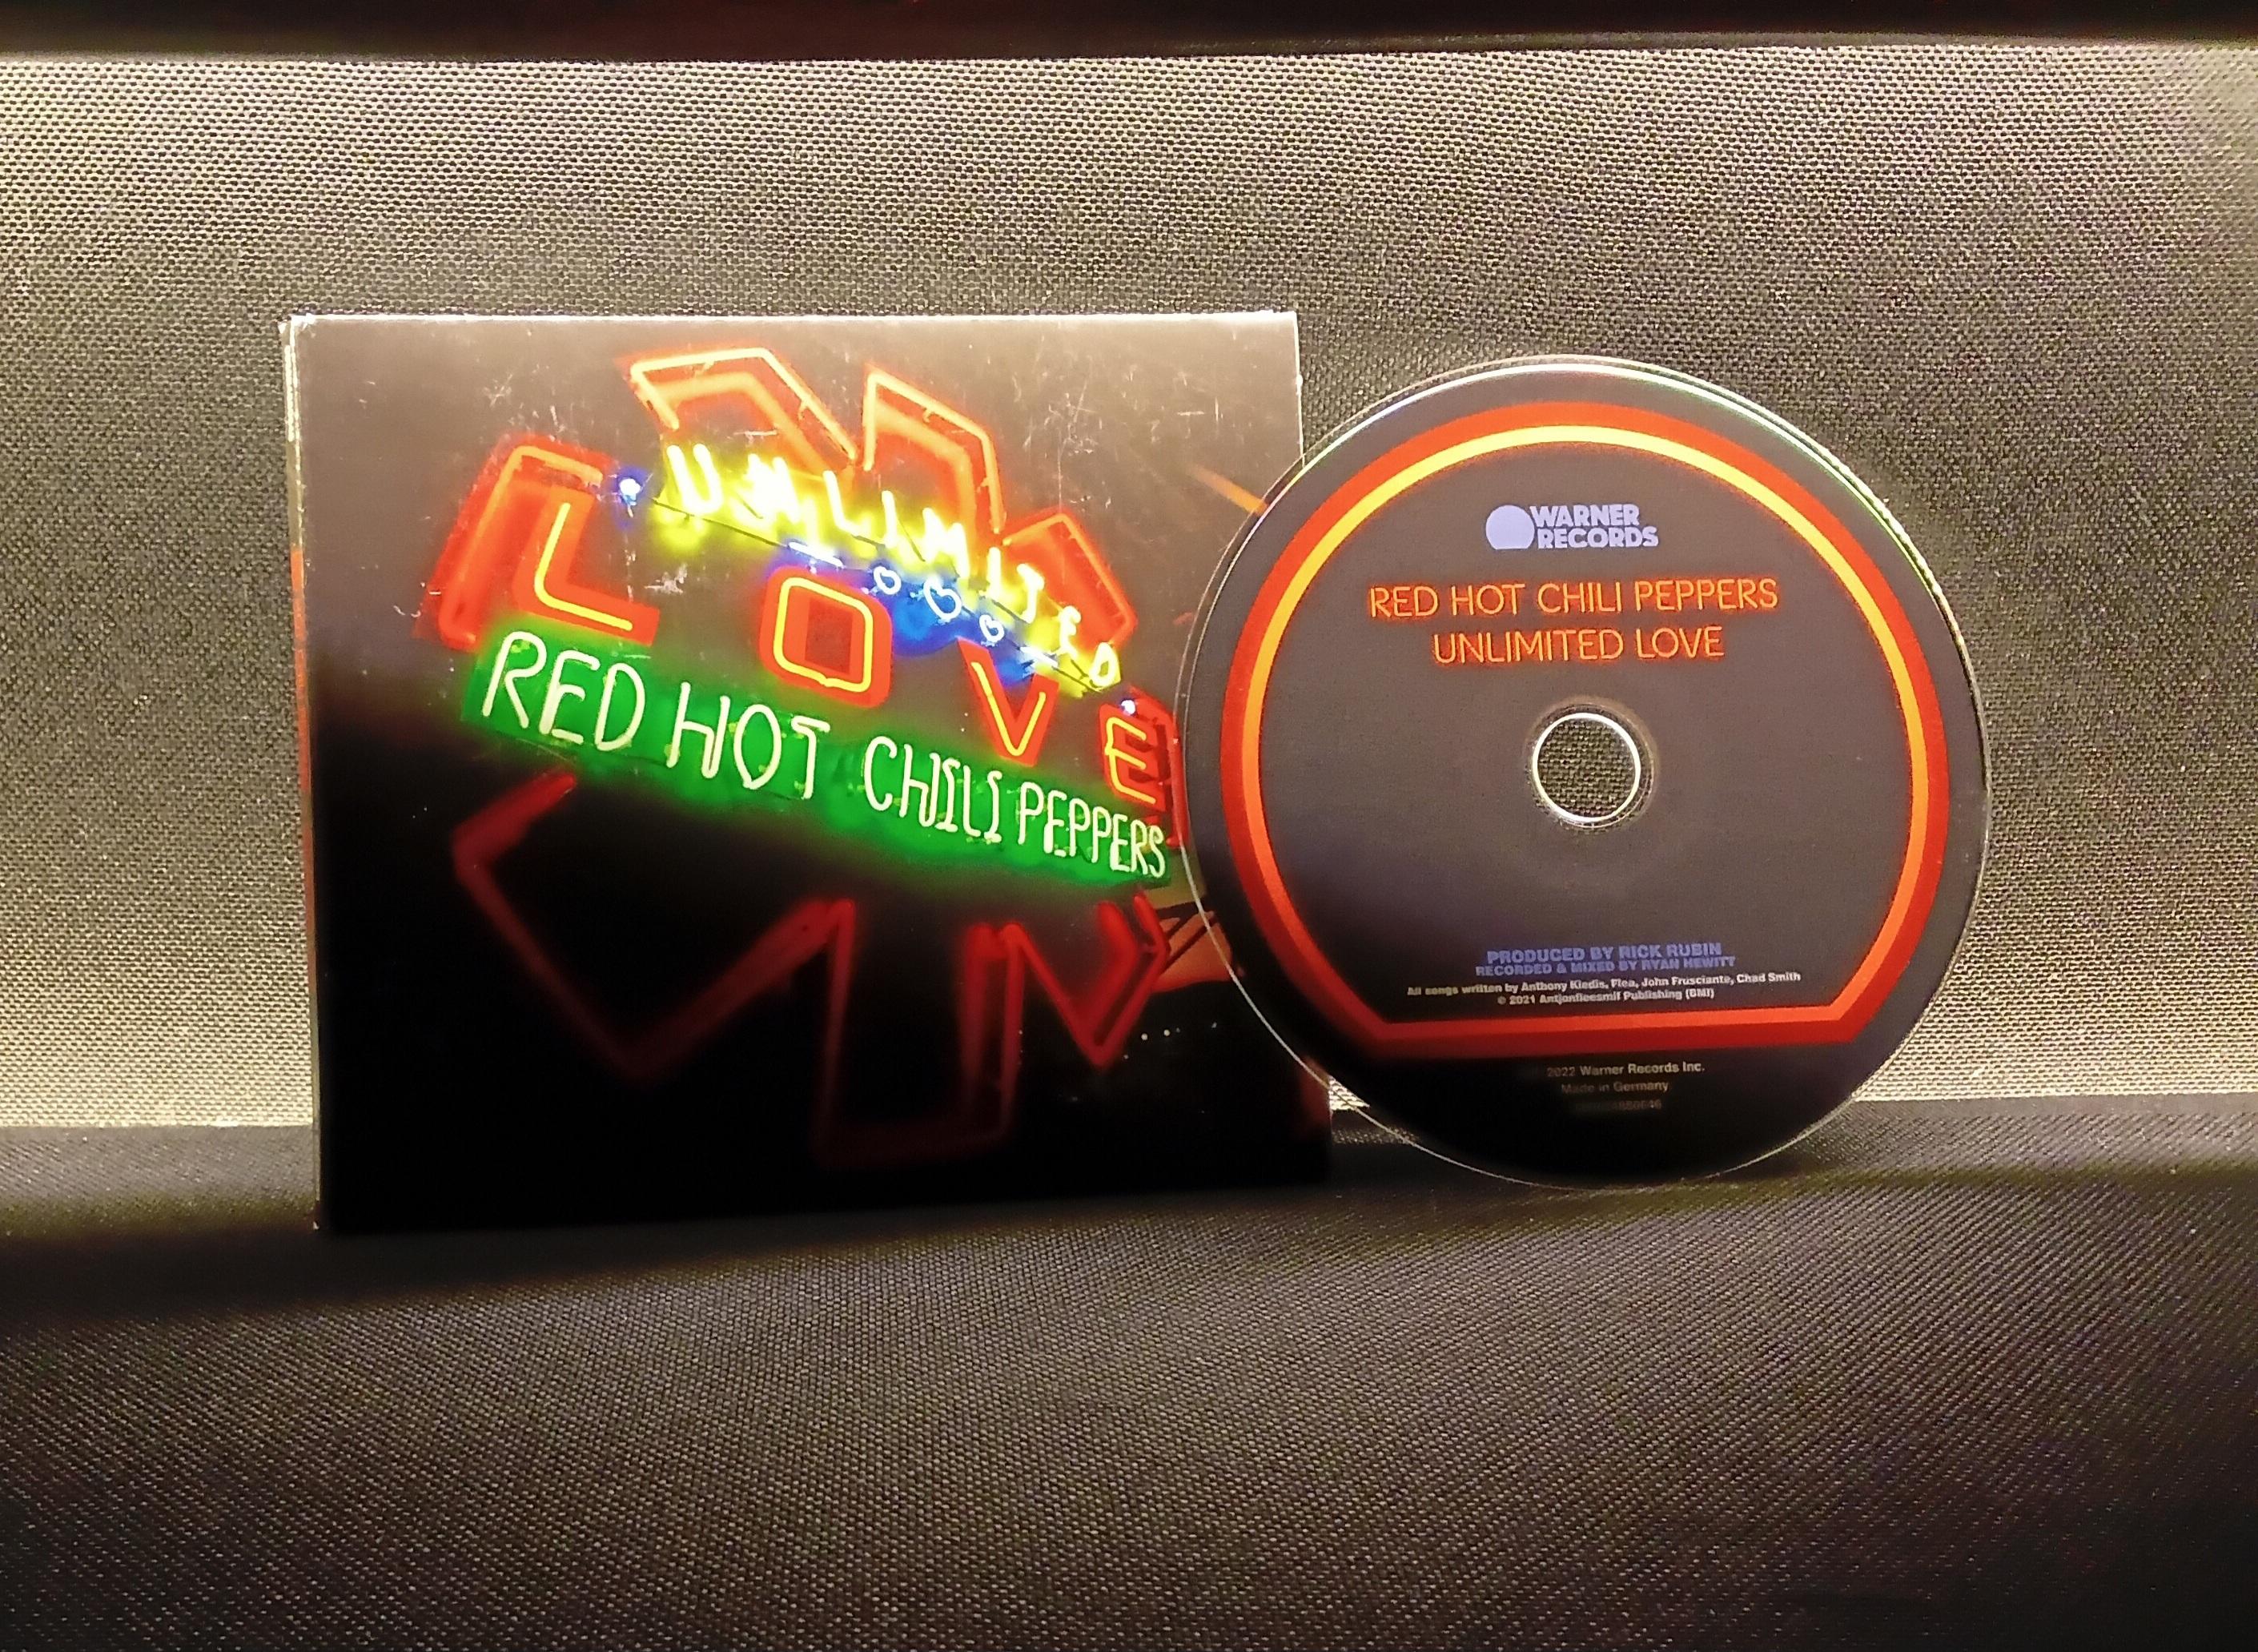 UNLIMITED
LOVE
RED HOT CHILI PEPPERS
WARNER
RECORDS
RED HOT CHILI PEPPERS
UNLIMITED LOVE
PRODUCED BY RICK RUBIN
RECORDED & MIXED BY RYAN HEWITT
All songs written by Anthony Kiedis, Flea, John Frusciante, Chad Smith
© 2021 Antjonfleesmif Publishing (BMI)
2022 Warner Records Inc.
Made in Germany